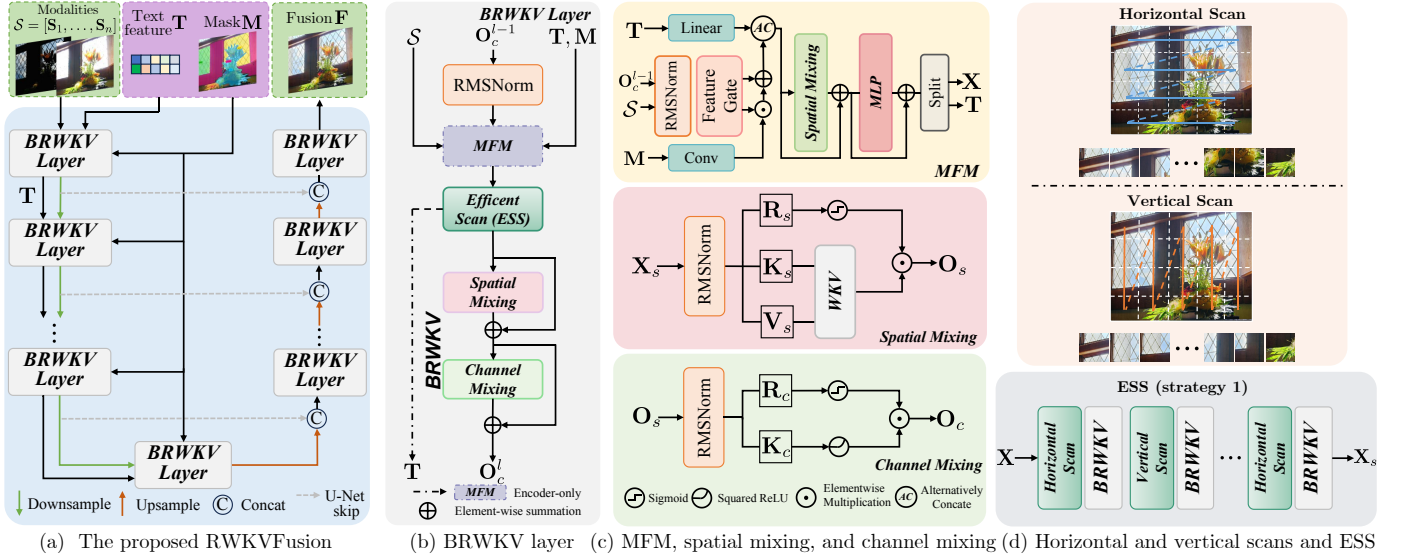 Modalities
S = [S₁, . . . , Sₙ]
Text
feature T
Mask M
Fusion F
BRWKV
Layer
BRWKV
Layer
T
BRWKV
Layer
BRWKV
Layer
BRWKV
Layer
BRWKV
Layer
BRWKV
Layer
C
C
C
Downsample
Upsample
C
Concat
U-Net
skip
(a) The proposed RWKVFusion
BRWKV Layer
S
O_c^{l-1}
T, M
RMSNorm
MFM
Efficent
Scan (ESS)
Spatial
Mixing
BRWKV
Channel
Mixing
T
O_c^l
MFM
Encoder-only
Element-wise summation
(b) BRWKV layer
T
Linear
AC
O_c^{l-1}
S
RMSNorm
Feature
Gate
M
Conv
Spatial Mixing
MLP
Split
X
T
MFM
X_s
RMSNorm
R_s
K_s
V_s
WKV
O_s
Spatial Mixing
O_s
RMSNorm
R_c
K_c
O_c
Channel Mixing
Sigmoid
Squared ReLU
Elementwise
Multiplication
AC
Alternatively
Concate
(c) MFM, spatial mixing, and channel mixing
Horizontal Scan
Vertical Scan
ESS (strategy 1)
X
Horizontal
Scan
BRWKV
Vertical
Scan
BRWKV
Horizontal
Scan
BRWKV
X_s
(d) Horizontal and vertical scans and ESS